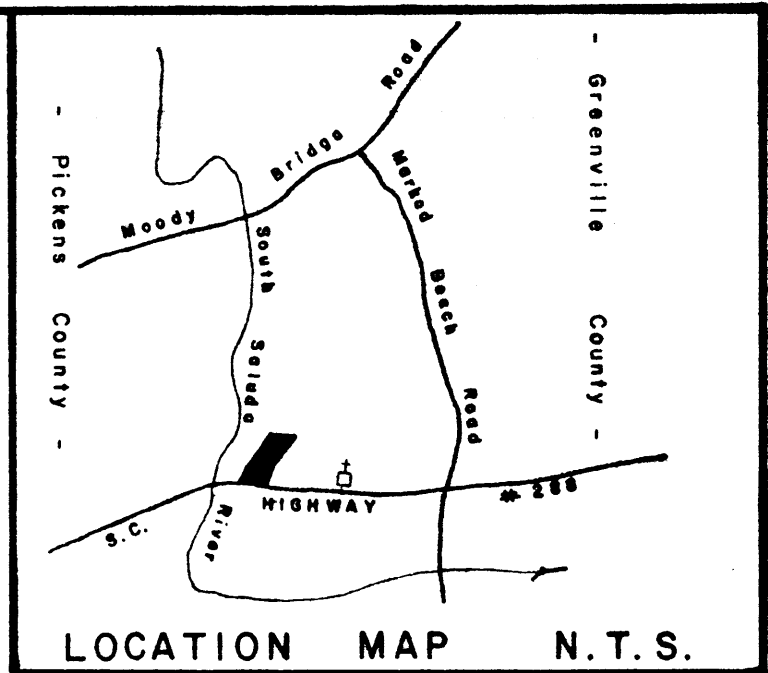 Moody Bridge Road
Marked Beech Road
South Saluda River
- Pickens County -
- Greenville County -
S.C. HIGHWAY # 288
LOCATION MAP N.T.S.